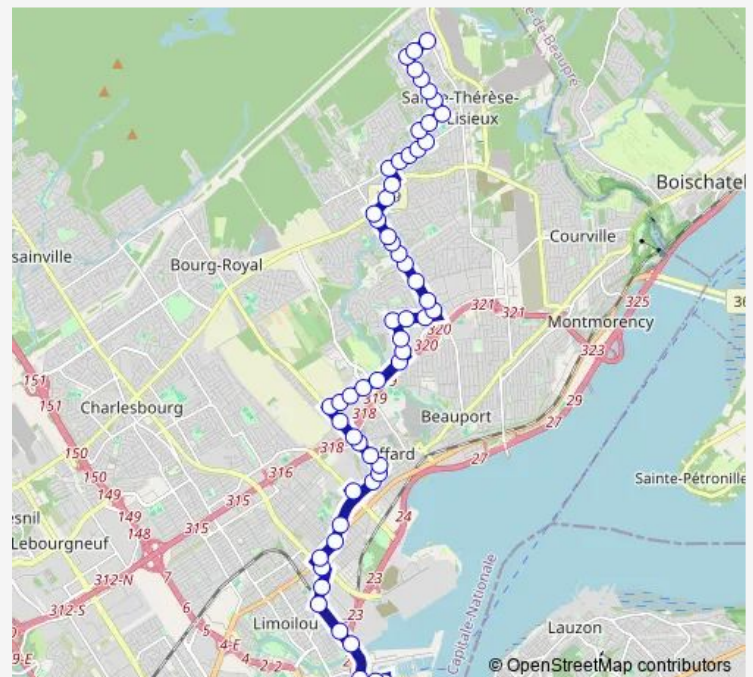 Sainte-Thérèse-
Lisieux
Boischatel
Courville
sainville
Bourg-Royal
325
36
321
321
320
320
Montmorency
323
151
151
319
318
29
Charlesbourg
Beauport
27
150
318
ffard
150
316
27
149
315
Sainte-Pétronille
149
24
esnil
315
148
Lebourgneuf
312-N
7
23
312-S
6
Capitale-Nationale
23
5
Limoilou
Lauzon
4-E
© OpenStreetMap contributors